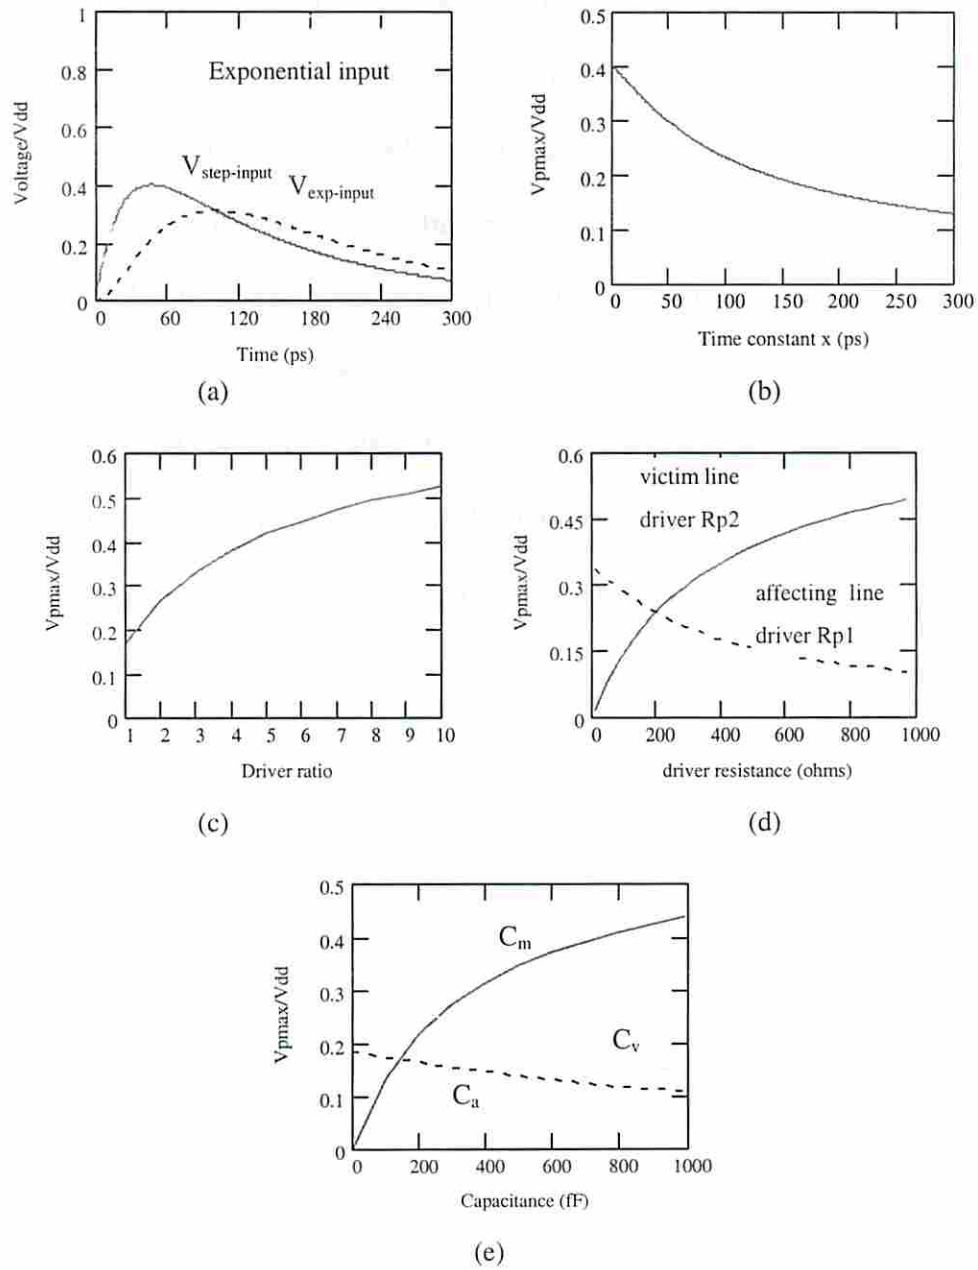 1
0.8
0.6
0.4
0.2
0
Voltage/Vdd
Exponential input
V step-input
V exp-input
0 60 120 180 240 300
Time (ps)
(a)
0.5
0.4
0.3
0.2
0.1
0
Vpmax/Vdd
0 50 100 150 200 250 300
Time constant x (ps)
(b)
0.6
0.5
0.4
0.3
0.2
0.1
0
Vpmax/Vdd
1 2 3 4 5 6 7 8 9 10
Driver ratio
(c)
0.6
0.45
0.3
0.15
0
Vpmax/Vdd
victim line
driver Rp2
affecting line
driver Rp1
0 200 400 600 800 1000
driver resistance (ohms)
(d)
0.5
0.4
0.3
0.2
0.1
0
Vpmax/Vdd
Cm
Cv
Ca
0 200 400 600 800 1000
Capacitance (fF)
(e)